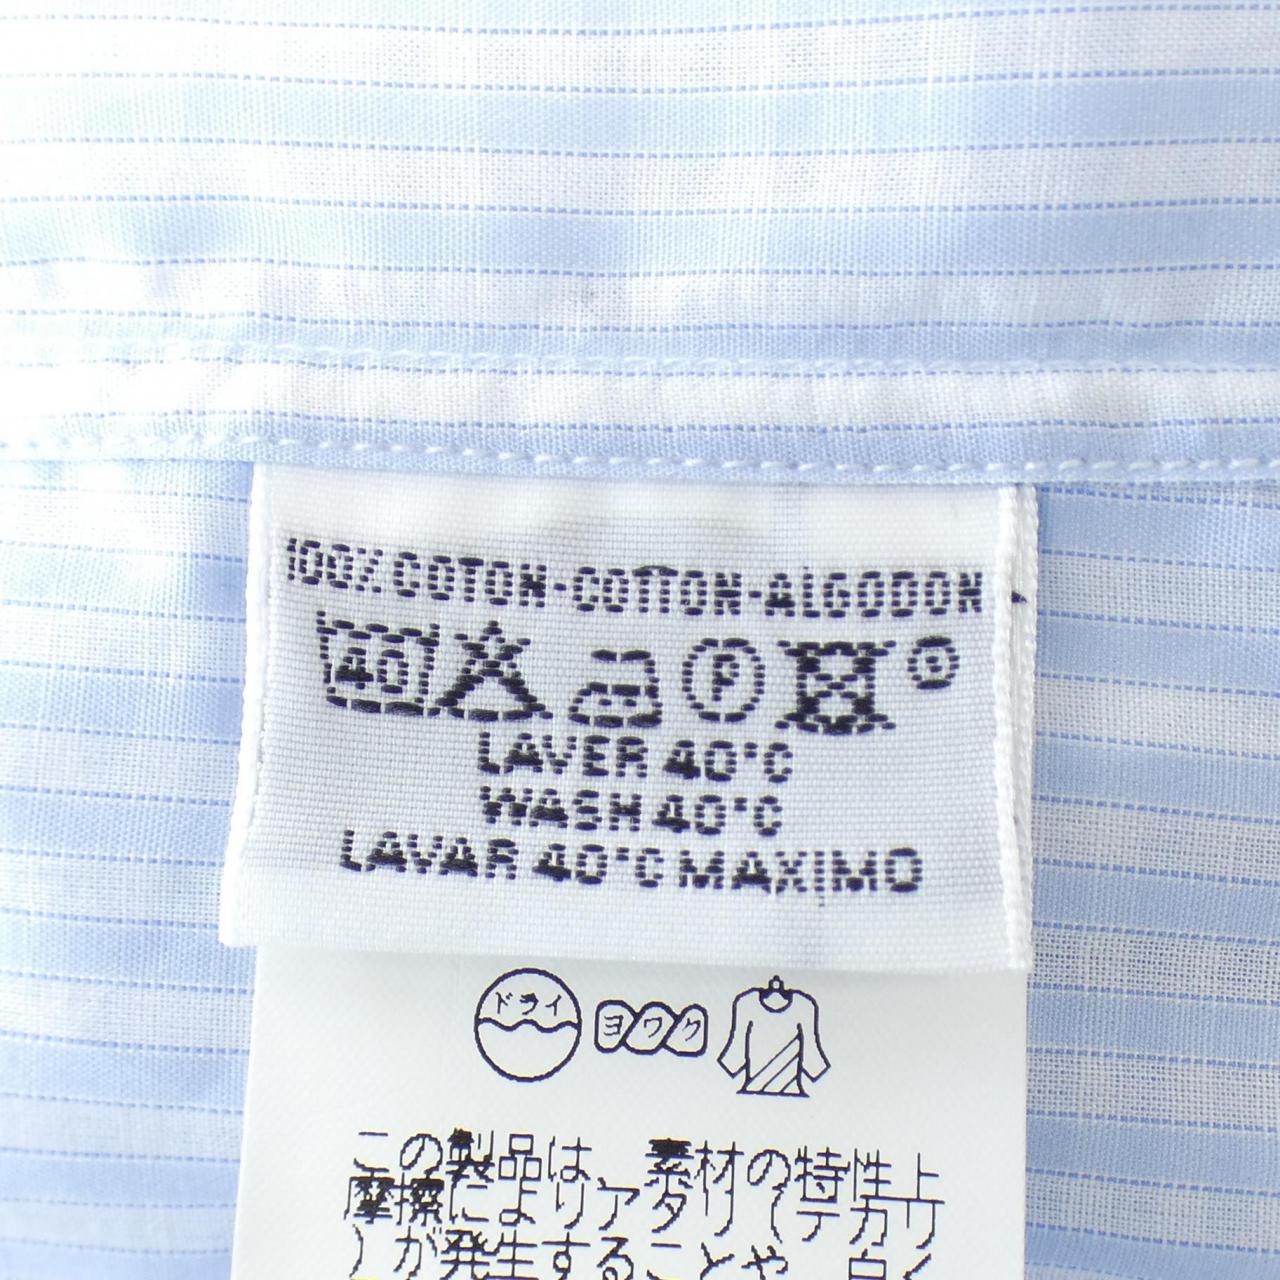 100% COTON-COTTON-ALGODON
40 P
LAVER 40°C
WASH 40°C
LAVAR 40°C MAXIMO
ドライ ヨワク
この製品は、素材の特性上
摩擦によりアタリ(テカリ
)が発生することや、白く